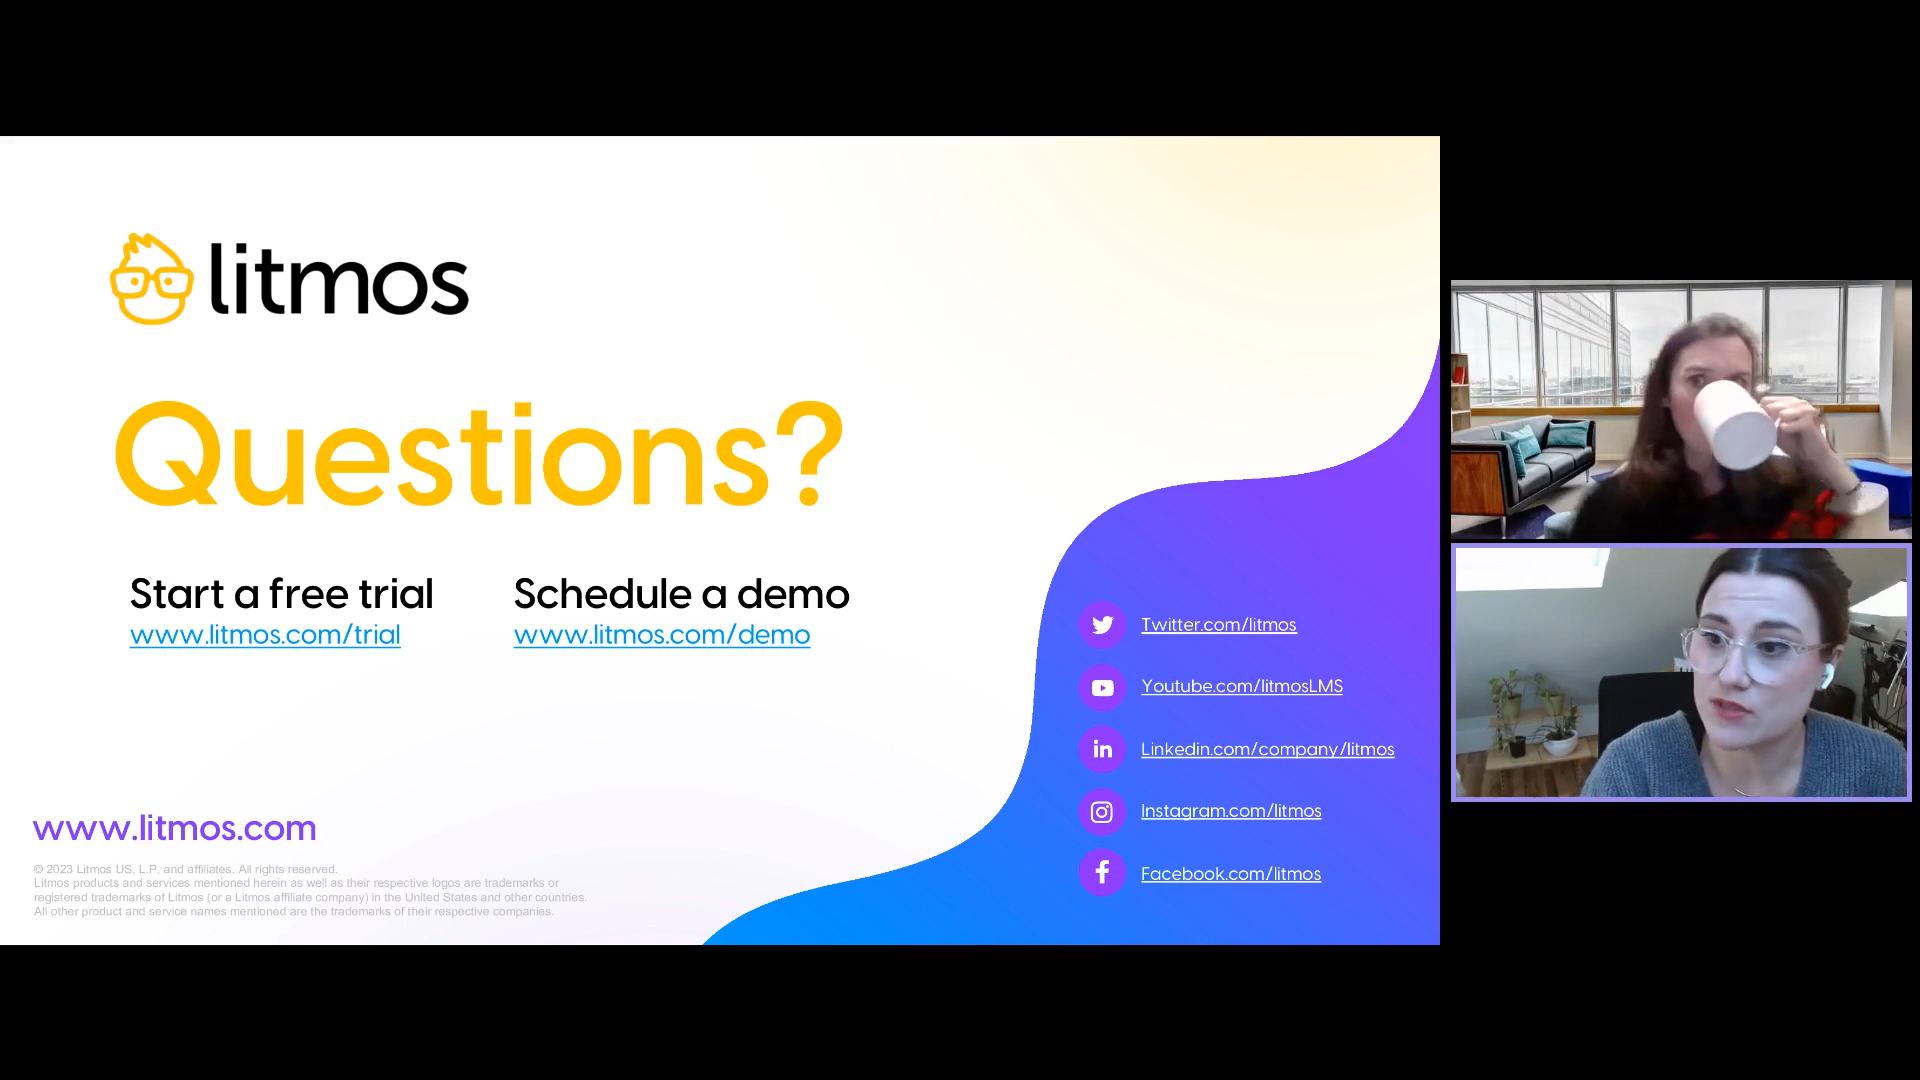 litmos
Questions?
Start a free trial
www.litmos.com/trial
Schedule a demo
www.litmos.com/demo
Twitter.com/litmos
Youtube.com/litmosLMS
Linkedin.com/company/litmos
Instagram.com/litmos
Facebook.com/litmos
www.litmos.com
© 2023 Litmos US, L.P. and affiliates. All rights reserved.
Litmos products and services mentioned herein as well as their respective logos are trademarks or
registered trademarks of Litmos (or a Litmos affiliate company) in the United States and other countries.
All other product and service names mentioned are the trademarks of their respective companies.